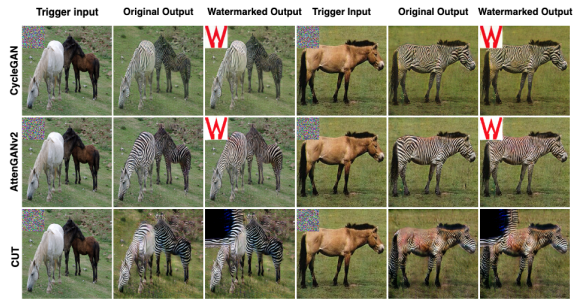 Trigger input Original Output Watermarked Output Trigger Input Original Output Watermarked Output
CycleGAN
W W
AttenGANv2
W W
CUT